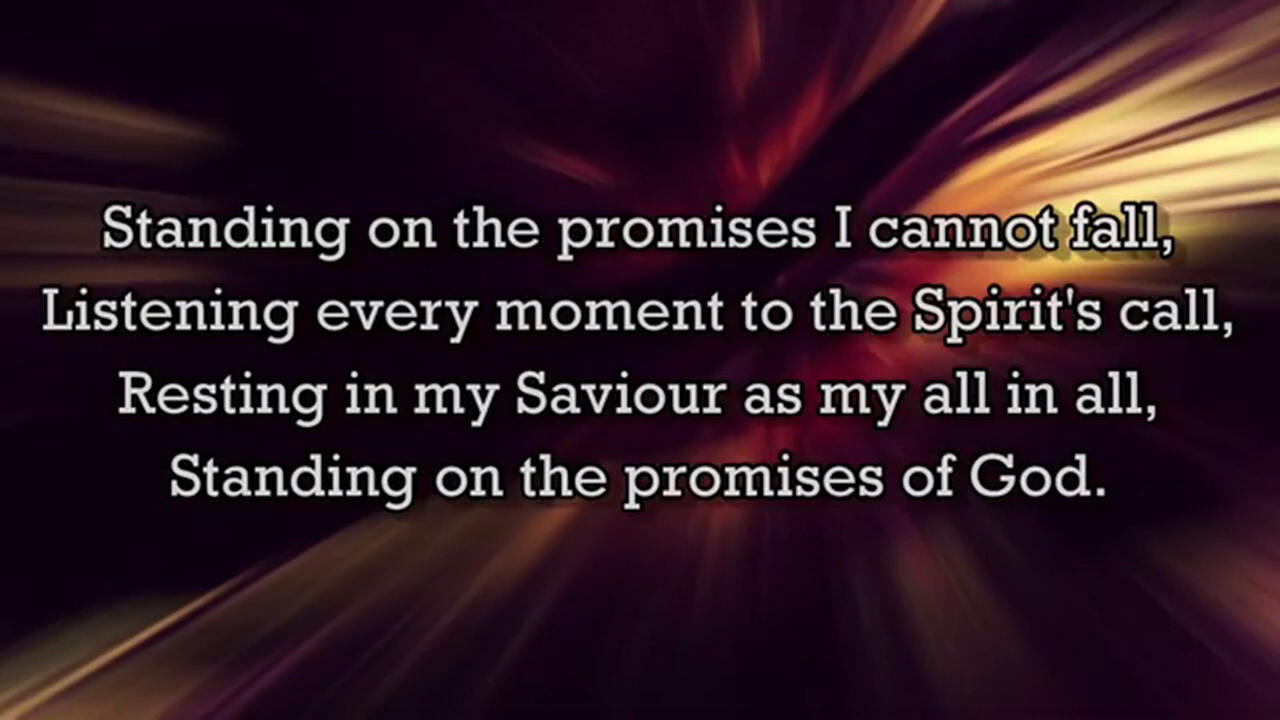 Standing on the promises I cannot fall,
Listening every moment to the Spirit's call,
Resting in my Saviour as my all in all,
Standing on the promises of God.